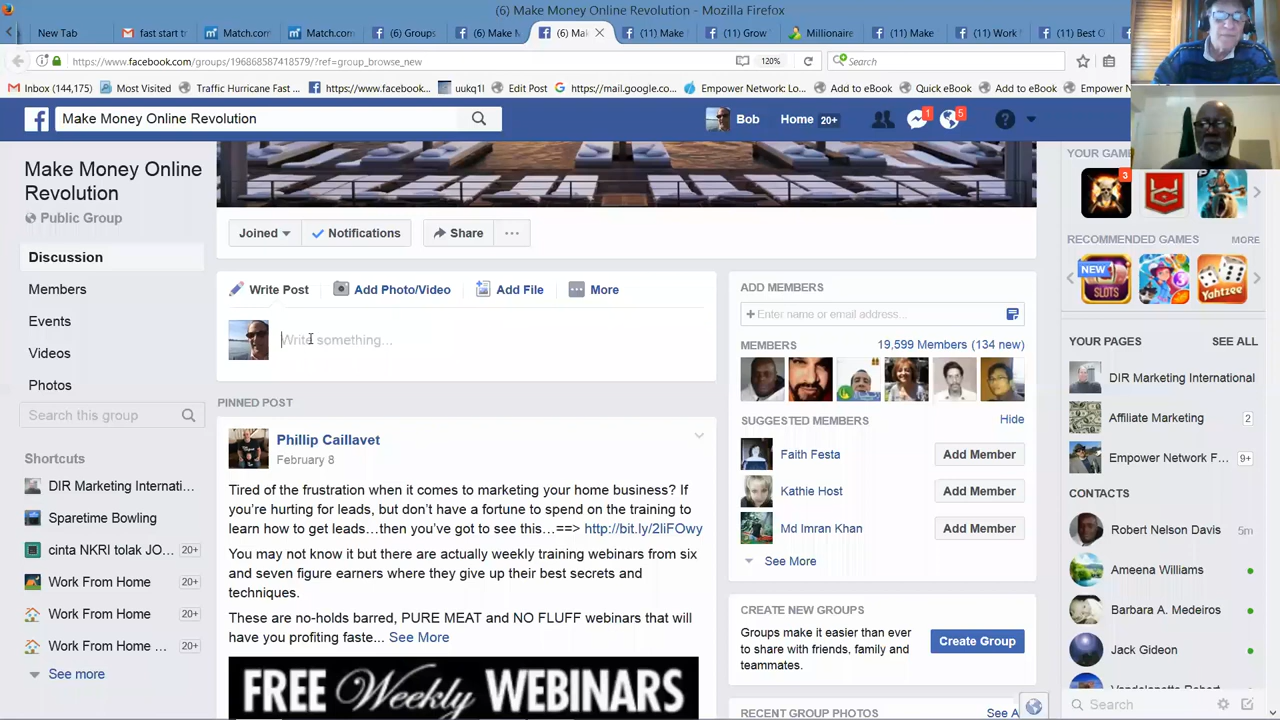 (6) Make Money Online Revolution - Mozilla Firefox
New Tab
fast start tr
Match.com
Match.com
(6) Groups
(6) Make M
(6) Mak
(11) Make
(11) Grow
Millionaire
(11) Make
(11) Work
(11) Best O
https://www.facebook.com/groups/196868587418579/?ref=group_browse_new
120%
Search
Inbox (144,175)
Most Visited
Traffic Hurricane Fast...
https://www.facebook...
uukq1l
Edit Post
https://mail.google.co...
Empower Network: Lo...
Add to eBook
Quick eBook
Add to eBook
Empower N
Make Money Online Revolution
Bob
Home 20+
1
5
Make Money Online
Revolution
Public Group
Discussion
Members
Events
Videos
Photos
Search this group
Shortcuts
DIR Marketing Internati...
Sparetime Bowling
cinta NKRI tolak JO... 20+
Work From Home 20+
Work From Home 20+
Work From Home ... 20+
See more
Joined
Notifications
Share
Write Post
Add Photo/Video
Add File
More
Write something...
PINNED POST
Phillip Caillavet
February 8
Tired of the frustration when it comes to marketing your home business? If
you're hurting for leads, but don't have a fortune to spend on the training to
learn how to get leads…then you've got to see this…==> http://bit.ly/2liFOwy
You may not know it but there are actually weekly training webinars from six
and seven figure earners where they give up their best secrets and
techniques.
These are no-holds barred, PURE MEAT and NO FLUFF webinars that will
have you profiting faste... See More
FREE Weekly WEBINARS
ADD MEMBERS
+ Enter name or email address...
MEMBERS 19,599 Members (134 new)
SUGGESTED MEMBERS Hide
Faith Festa Add Member
Kathie Host Add Member
Md Imran Khan Add Member
See More
CREATE NEW GROUPS
Groups make it easier than ever
to share with friends, family and
teammates.
Create Group
RECENT GROUP PHOTOS See A
YOUR GAM
3
RECOMMENDED GAMES MORE
NEW
SLOTS
Yahtzee
YOUR PAGES SEE ALL
DIR Marketing International
Affiliate Marketing 2
Empower Network F... 9+
CONTACTS
Robert Nelson Davis 5m
Ameena Williams
Barbara A. Medeiros
Jack Gideon
Search